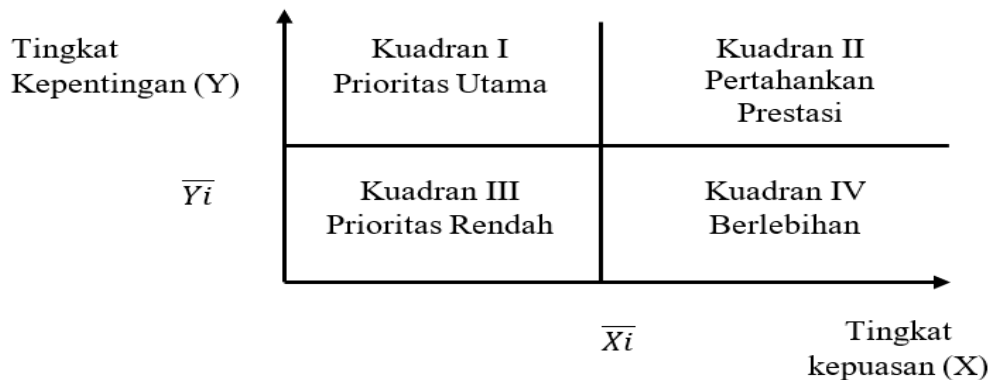 Tingkat
Kepentingan (Y)
Kuadran I
Prioritas Utama
Kuadran II
Pertahankan
Prestasi
Yi
Kuadran III
Prioritas Rendah
Kuadran IV
Berlebihan
Xi
Tingkat
kepuasan (X)